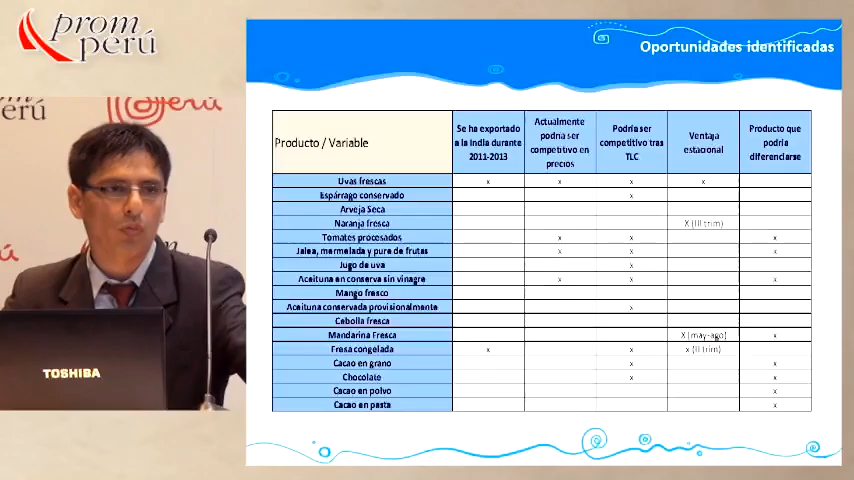 prom
perú
Oportunidades identificadas
om
erú
Perú
ú
TOSHIBA
Producto / Variable
Se ha exportado
a la India durante
2011-2013
Actualmente
podría ser
competitivo en
precios
Podría ser
competitivo tras
TLC
Ventaja
estacional
Producto que
podría
diferenciarse
Uvas frescas x x x x
Espárrago conservado x
Arveja Seca
Naranja fresca X (III trim)
Tomates procesados x x x
Jalea, mermelada y pure de frutas x x x
Jugo de uva x
Aceituna en conserva sin vinagre x x x
Mango fresco
Aceituna conservada provisionalmente x
Cebolla fresca
Mandarina Fresca X (may-ago) x
Fresa congelada x x x (II trim)
Cacao en grano x x
Chocolate x x
Cacao en polvo x
Cacao en pasta x